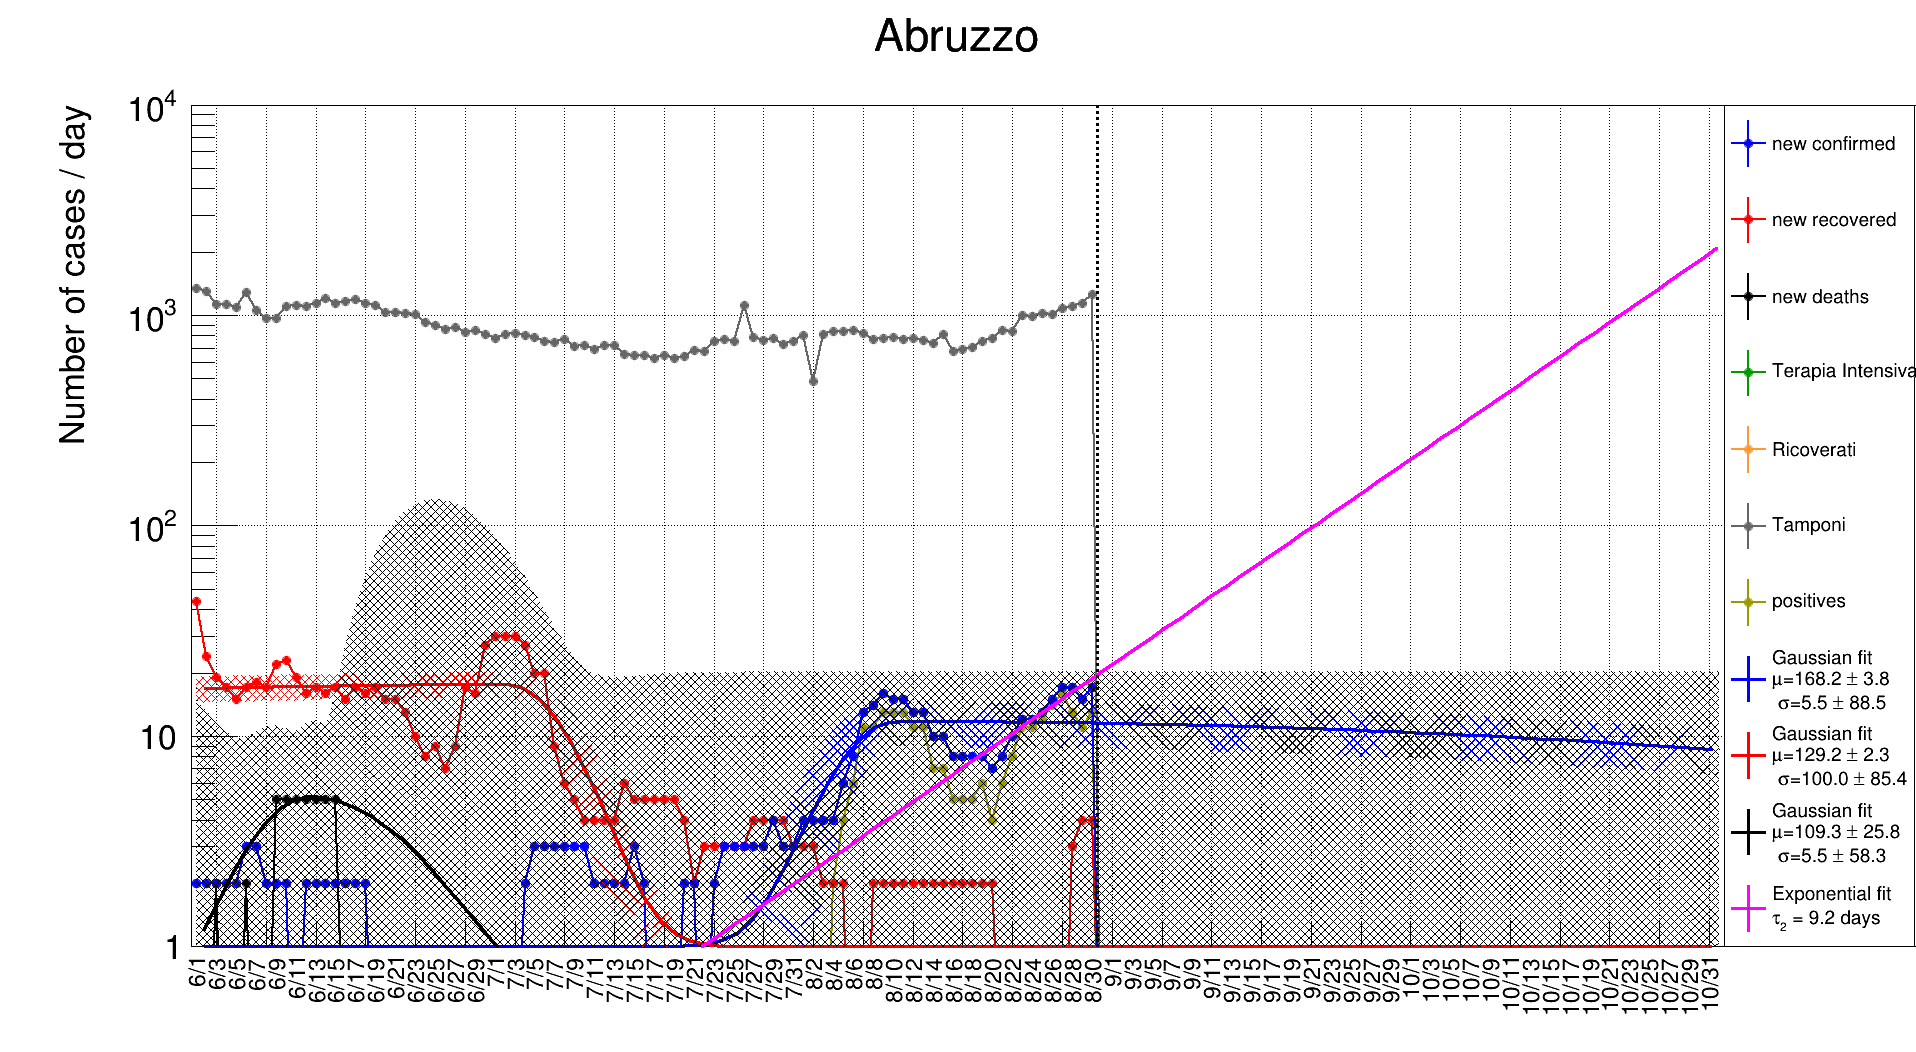 Abruzzo
Number of cases / day
10^4
10^3
10^2
10
1
6/1 6/3 6/5 6/7 6/9 6/11 6/13 6/15 6/17 6/19 6/21 6/23 6/25 6/27 6/29 7/1 7/3 7/5 7/7 7/9 7/11 7/13 7/15 7/17 7/19 7/21 7/23 7/25 7/27 7/29 7/31 8/2 8/4 8/6 8/8 8/10 8/12 8/14 8/16 8/18 8/20 8/22 8/24 8/26 8/28 8/30 9/1 9/3 9/5 9/7 9/9 9/11 9/13 9/15 9/17 9/19 9/21 9/23 9/25 9/27 9/29 10/1 10/3 10/5 10/7 10/9 10/11 10/13 10/15 10/17 10/19 10/21 10/23 10/25 10/27 10/29 10/31
new confirmed
new recovered
new deaths
Terapia Intensiva
Ricoverati
Tamponi
positives
Gaussian fit
μ=168.2 ± 3.8
σ=5.5 ± 88.5
Gaussian fit
μ=129.2 ± 2.3
σ=100.0 ± 85.4
Gaussian fit
μ=109.3 ± 25.8
σ=5.5 ± 58.3
Exponential fit
τ₂ = 9.2 days